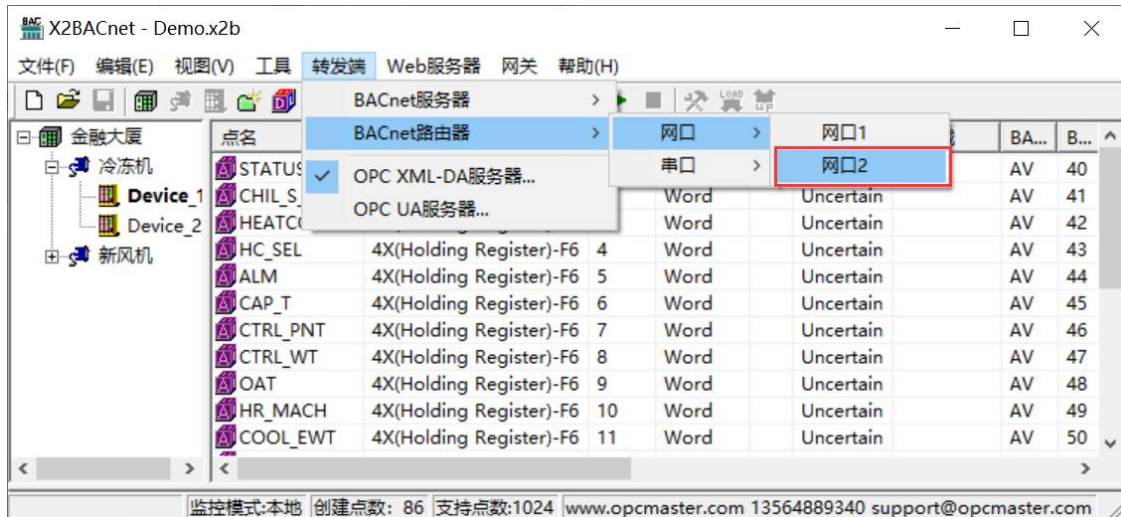 BAC X2BACnet - Demo.x2b
文件(F) 编辑(E) 视图(V) 工具 转发端 Web服务器 网关 帮助(H)
LOAD
BACnet服务器
BACnet路由器 网口 网口1
金融大厦 点名 BA... B...
冷冻机 STATUS OPC XML-DA服务器... 串口 网口2 AV 40
Device_1 CHIL_S_ OPC UA服务器... Word Uncertain AV 41
Device_2 HEATCO Word Uncertain AV 42
新风机 HC_SEL 4X(Holding Register)-F6 4 Word Uncertain AV 43
ALM 4X(Holding Register)-F6 5 Word Uncertain AV 44
CAP_T 4X(Holding Register)-F6 6 Word Uncertain AV 45
CTRL_PNT 4X(Holding Register)-F6 7 Word Uncertain AV 46
CTRL_WT 4X(Holding Register)-F6 8 Word Uncertain AV 47
OAT 4X(Holding Register)-F6 9 Word Uncertain AV 48
HR_MACH 4X(Holding Register)-F6 10 Word Uncertain AV 49
COOL_EWT 4X(Holding Register)-F6 11 Word Uncertain AV 50
监控模式:本地 创建点数: 86 支持点数:1024 www.opcmaster.com 13564889340 support@opcmaster.com